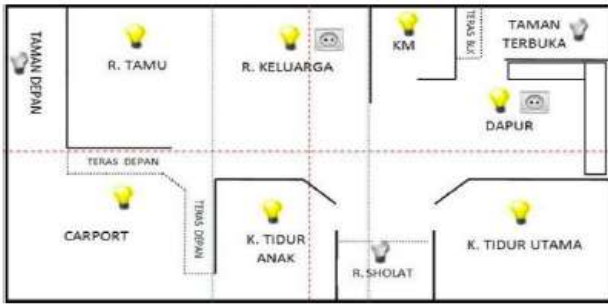 TAMAN DEPAN
R. TAMU
R. KELUARGA
KM
TERAS BLK
TAMAN
TERBUKA
DAPUR
TERAS DEPAN
CARPORT
TERAS DEPAN
K. TIDUR
ANAK
R. SHOLAT
K. TIDUR UTAMA